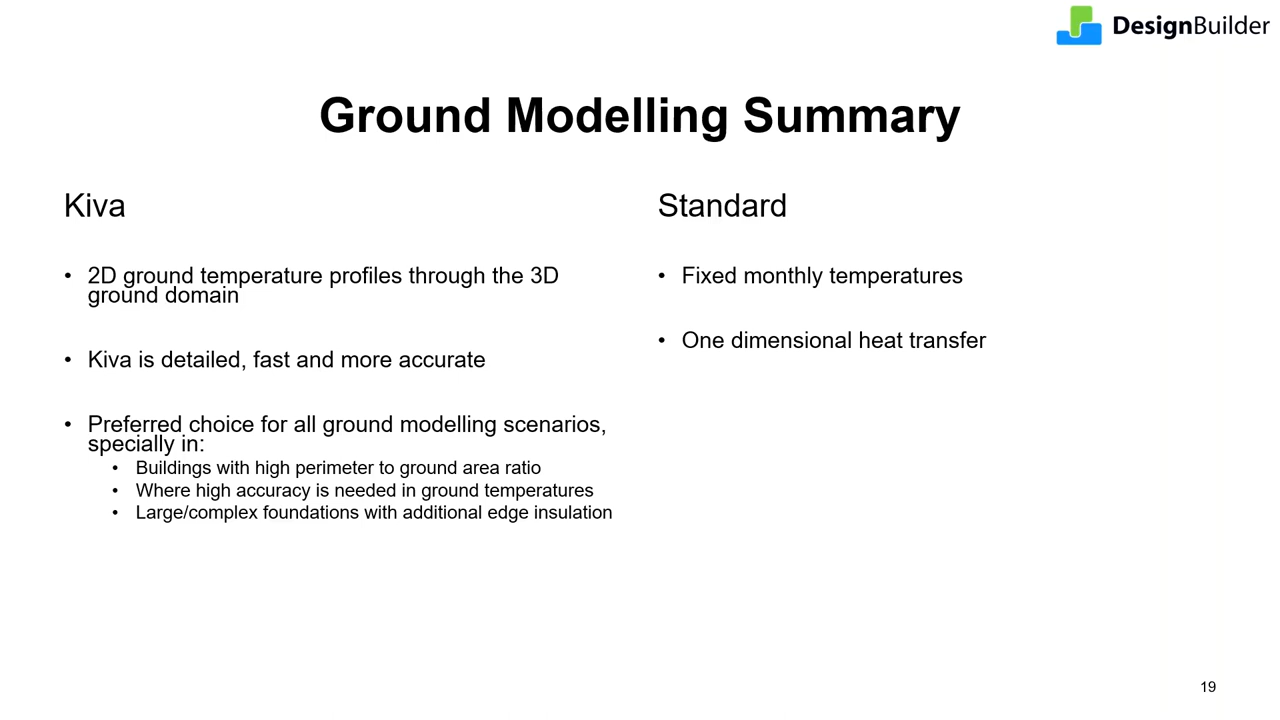 DesignBuilder
Ground Modelling Summary
Kiva
• 2D ground temperature profiles through the 3D
ground domain
• Kiva is detailed, fast and more accurate
• Preferred choice for all ground modelling scenarios,
specially in:
• Buildings with high perimeter to ground area ratio
• Where high accuracy is needed in ground temperatures
• Large/complex foundations with additional edge insulation
Standard
• Fixed monthly temperatures
• One dimensional heat transfer
19